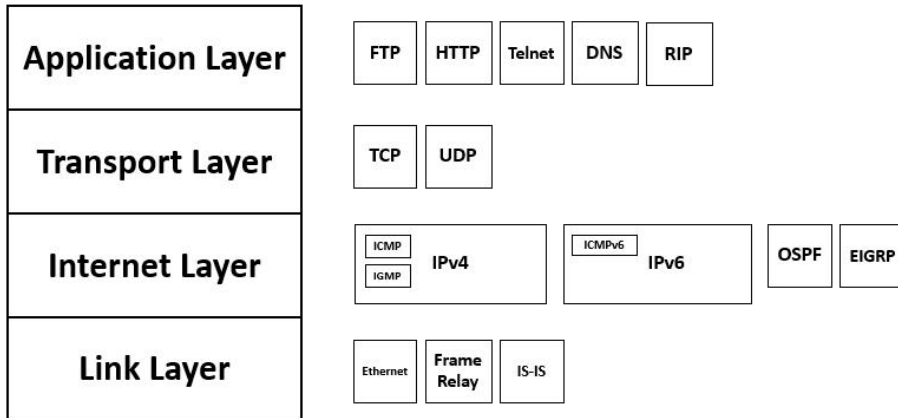 Application Layer
FTP
HTTP
Telnet
DNS
RIP
Transport Layer
TCP
UDP
Internet Layer
ICMP
IGMP
IPv4
ICMPv6
IPv6
OSPF
EIGRP
Link Layer
Ethernet
Frame
Relay
IS-IS